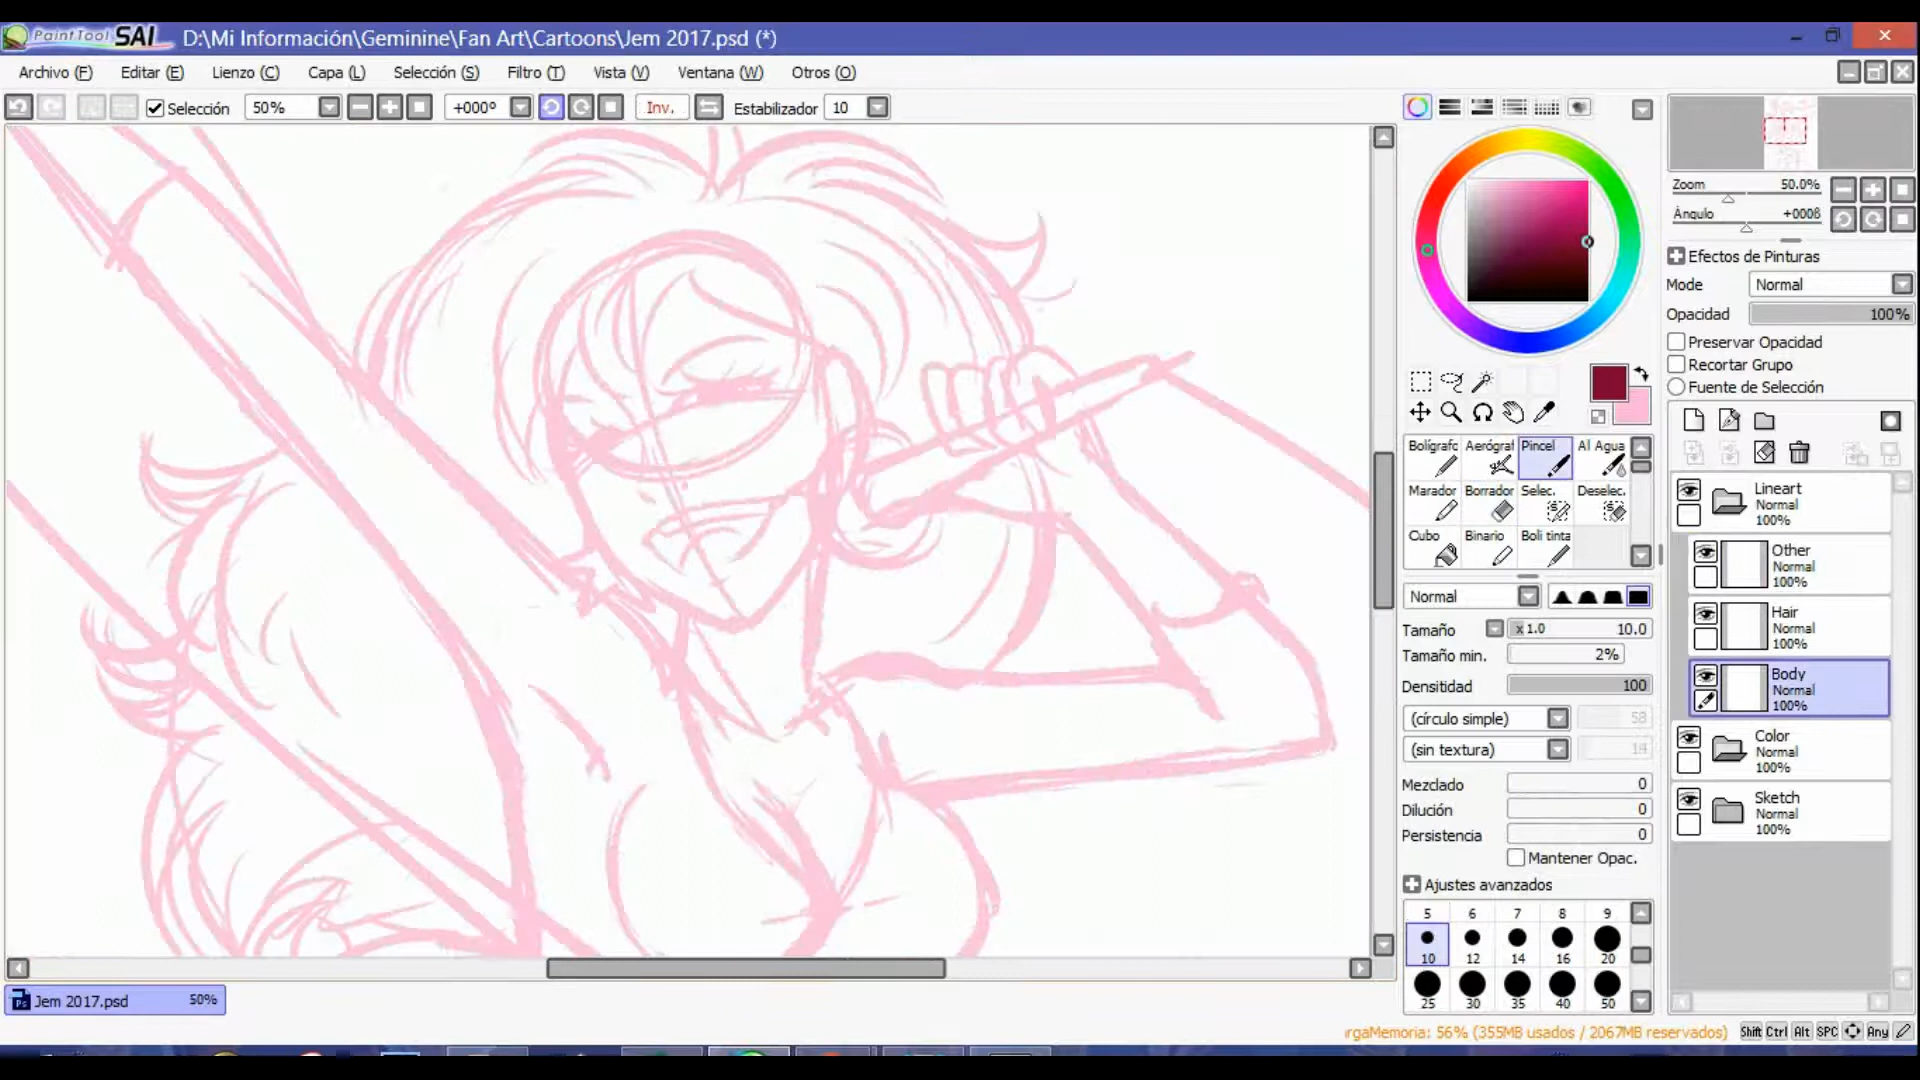 PaintTool SAI D:\Mi Información\Geminine\Fan Art\Cartoons\Jem 2017.psd (*)
Archivo (F) Editar (E) Lienzo (C) Capa (L) Selección (S) Filtro (T) Vista (V) Ventana (W) Otros (O)
Selección 50% +000º Inv. Estabilizador 10
Zoom 50.0%
Ángulo +000ß
Efectos de Pinturas
Mode Normal
Opacidad 100%
Preservar Opacidad
Recortar Grupo
Fuente de Selección
Bolígrafo Aerógraf Pincel Al Agua
Marador Borrador Selec. Deselec.
Cubo Binario Boli tinta
Normal
Tamaño x 1.0 10.0
Tamaño min. 2%
Densitidad 100
(círculo simple) 58
(sin textura) 14
Mezclado 0
Dilución 0
Persistencia 0
Mantener Opac.
Ajustes avanzados
5 6 7 8 9
10 12 14 16 20
25 30 35 40 50
Lineart
Normal
100%
Other
Normal
100%
Hair
Normal
100%
Body
Normal
100%
Color
Normal
100%
Sketch
Normal
100%
Jem 2017.psd 50%
rgaMemoria: 56% (355MB usados / 2067MB reservados) Shift Ctrl Alt SPC Any